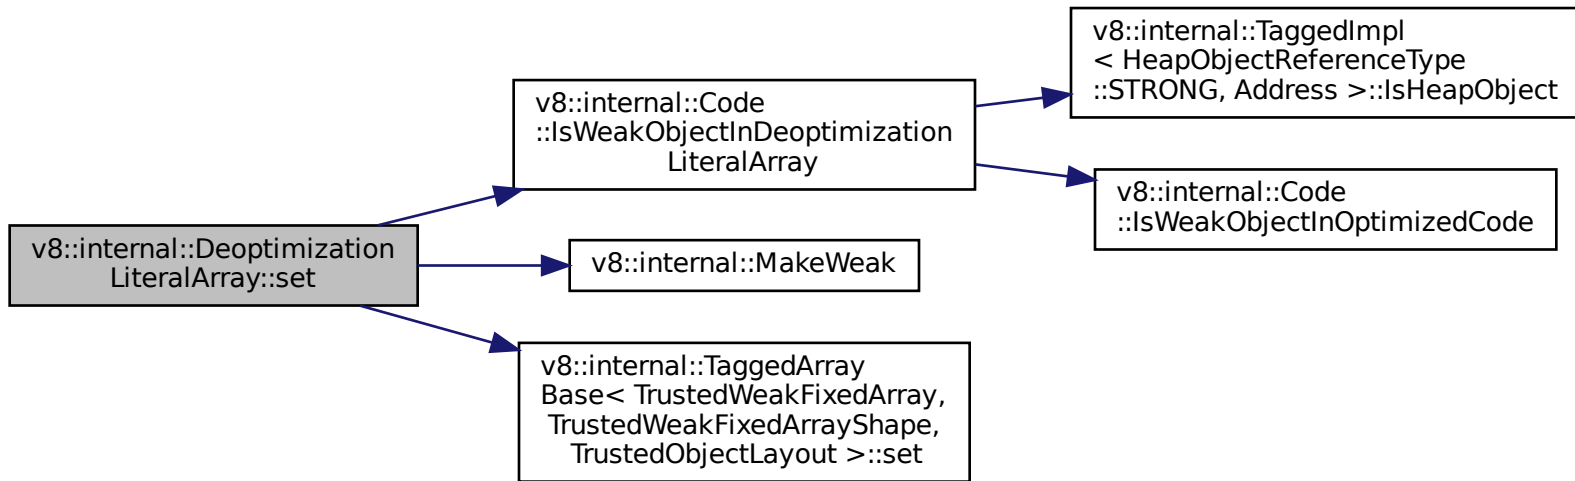 v8::internal::Deoptimization
LiteralArray::set
v8::internal::Code
::IsWeakObjectInDeoptimization
LiteralArray
v8::internal::TaggedImpl
< HeapObjectReferenceType
::STRONG, Address >::IsHeapObject
v8::internal::Code
::IsWeakObjectInOptimizedCode
v8::internal::MakeWeak
v8::internal::TaggedArray
Base< TrustedWeakFixedArray,
TrustedWeakFixedArrayShape,
TrustedObjectLayout >::set